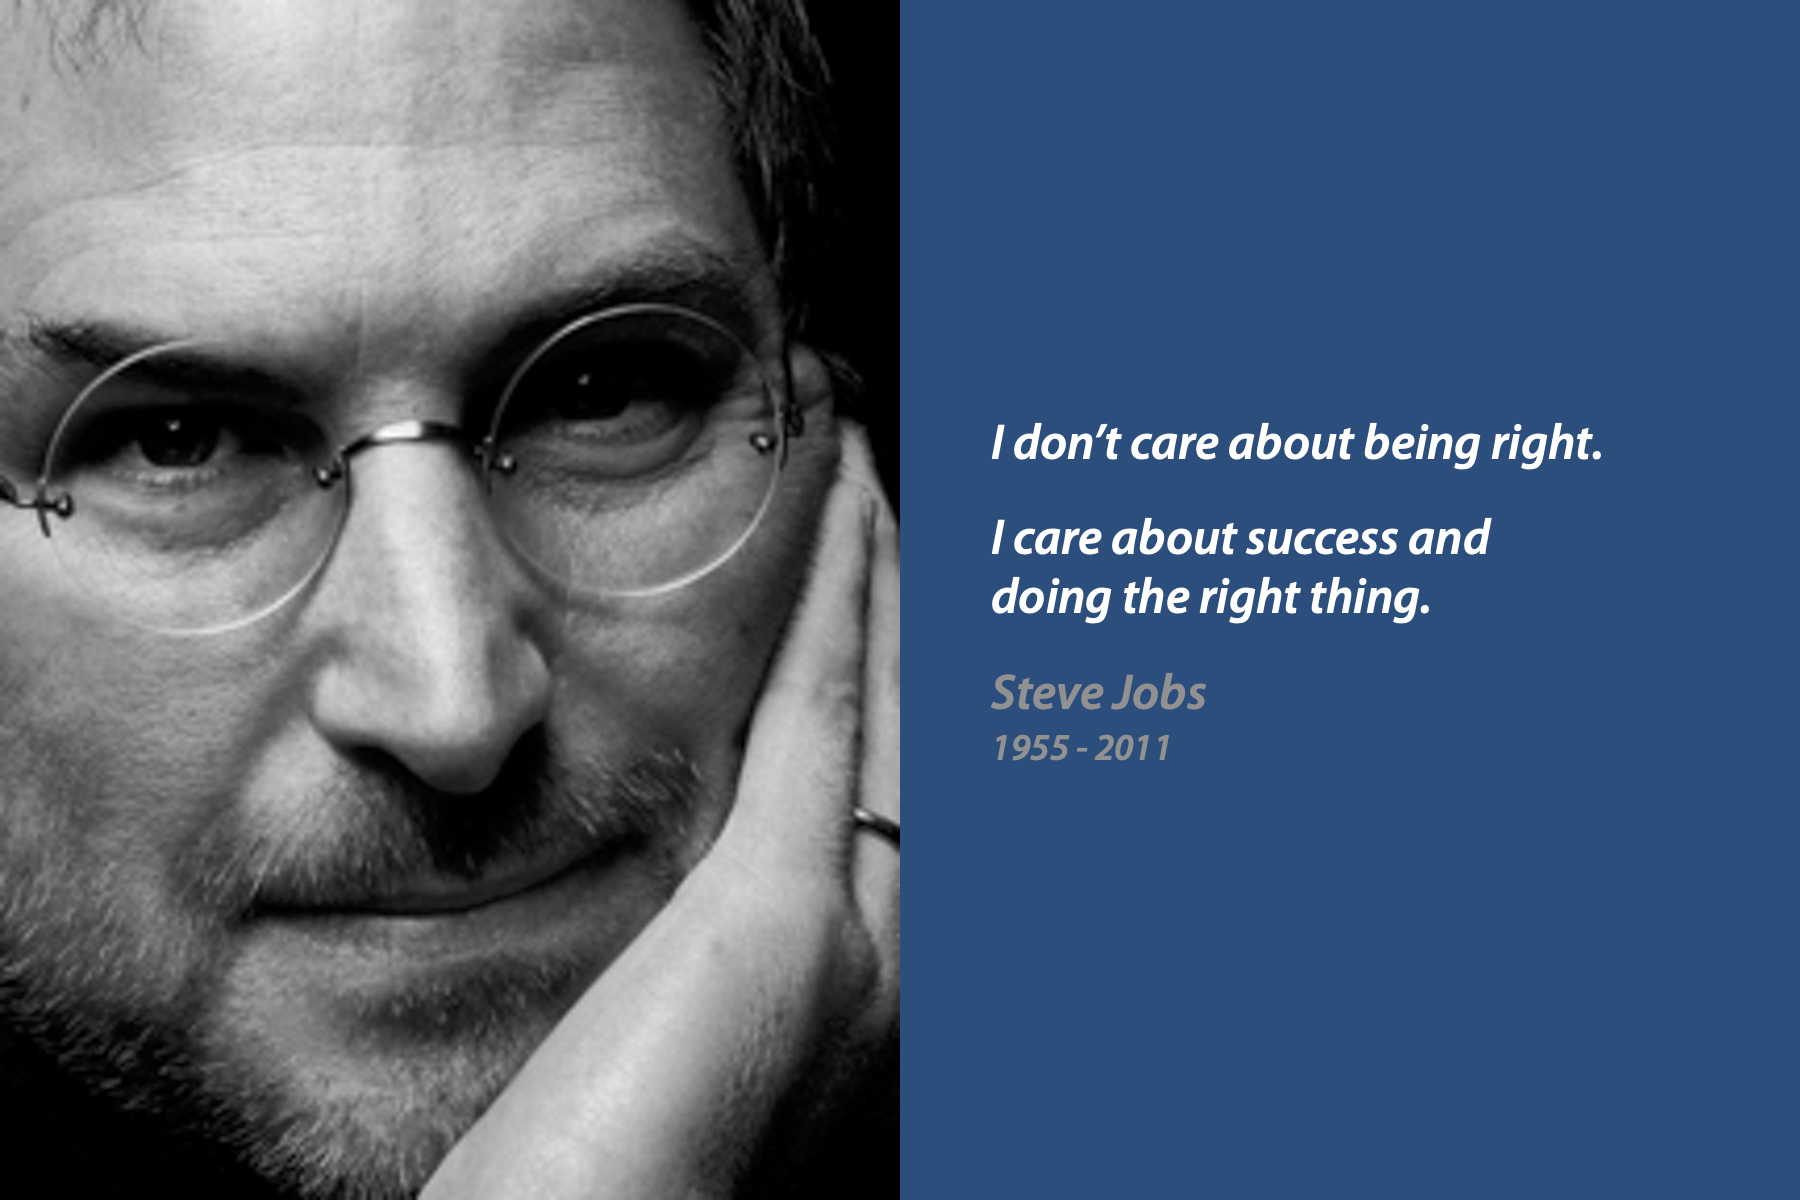 I don’t care about being right.
I care about success and
doing the right thing.
Steve Jobs
1955 - 2011